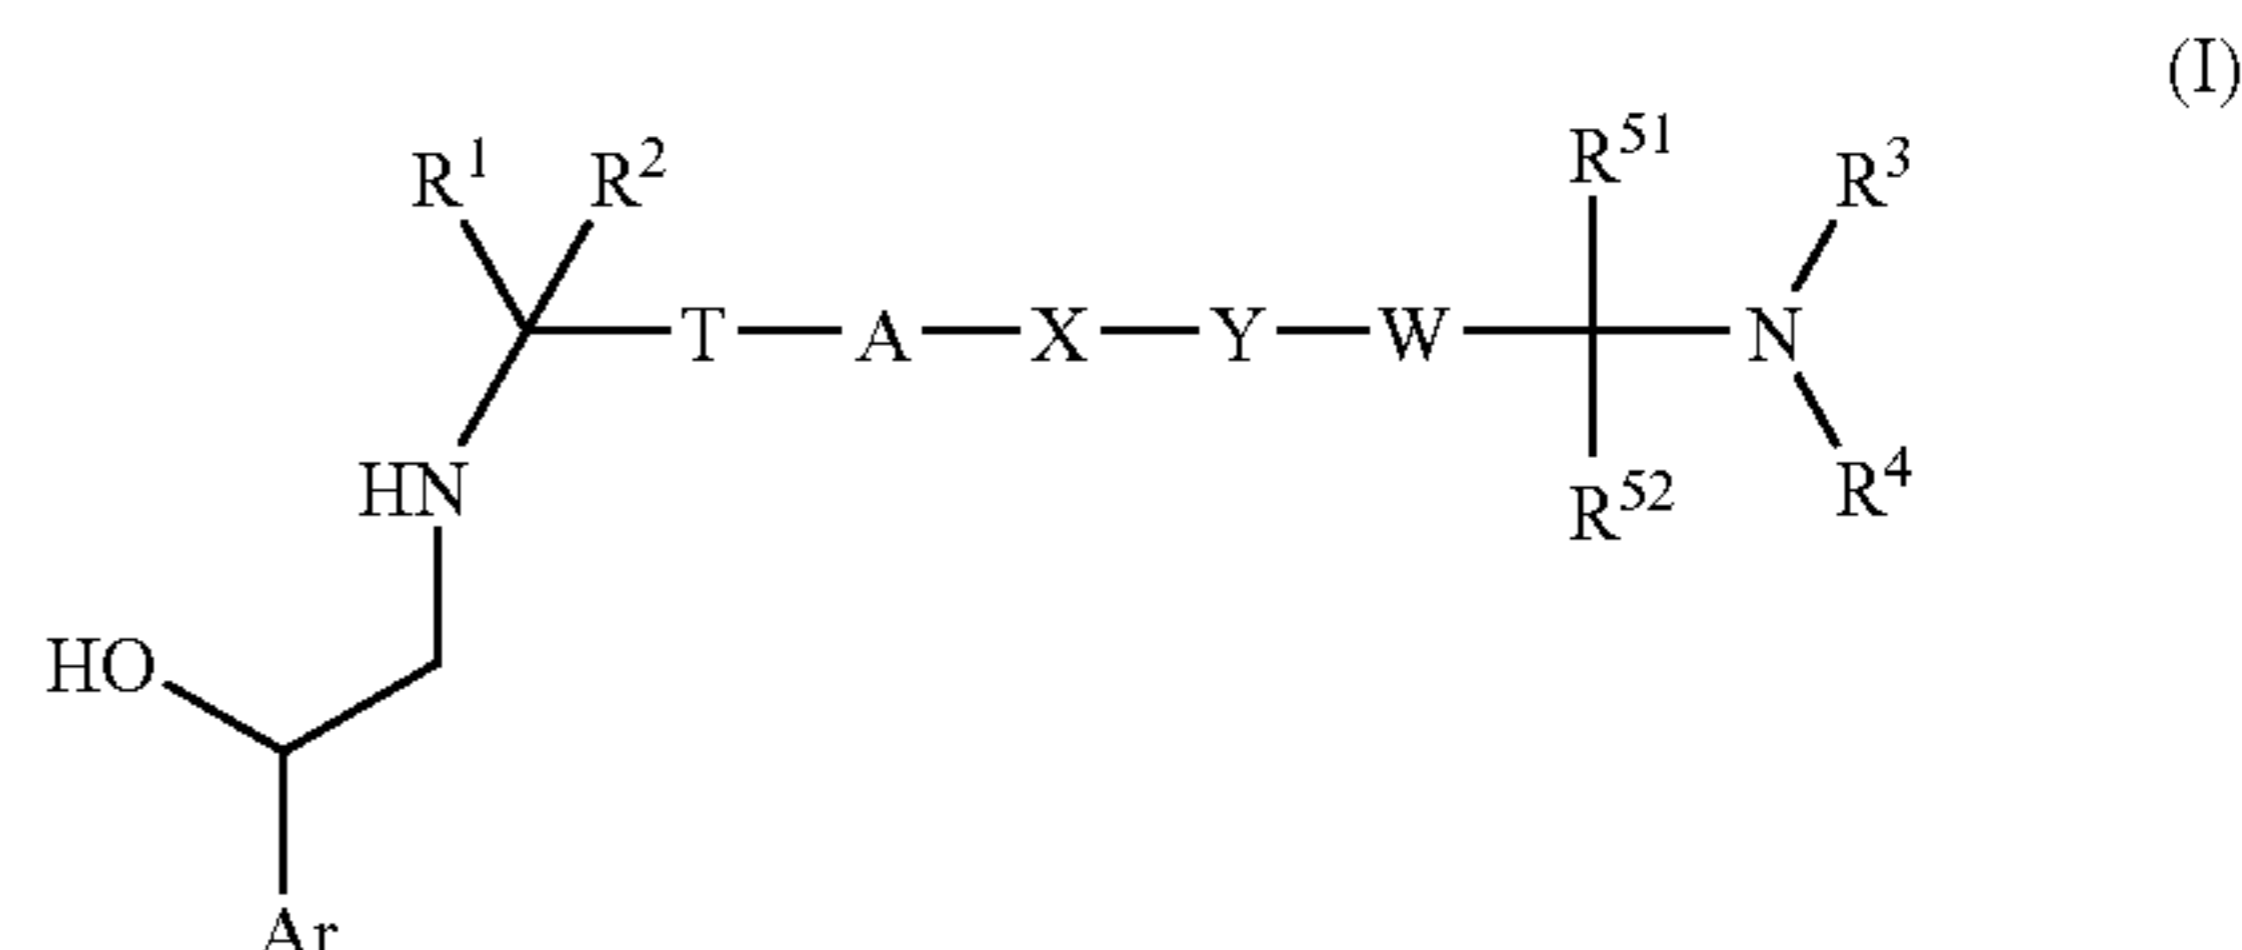 (I)
R¹ R² R⁵¹ R³
T A X Y W N
HN R⁵² R⁴
HO
Ar